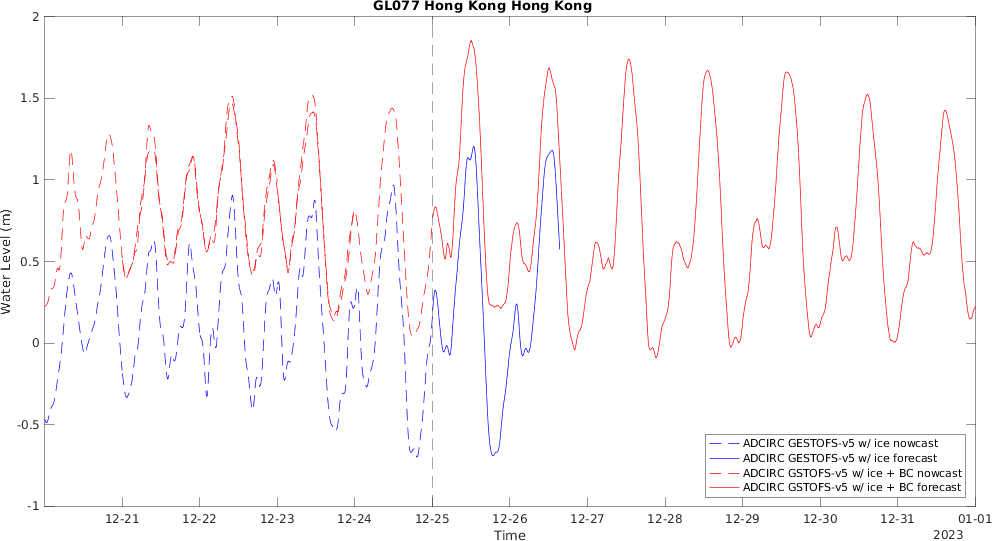 GL077 Hong Kong Hong Kong
Water Level (m)
2
1.5
1
0.5
0
-0.5
-1
12-21
12-22
12-23
12-24
12-25
12-26
12-27
12-28
12-29
12-30
12-31
01-01
Time
2023
ADCIRC GESTOFS-v5 w/ ice nowcast
ADCIRC GESTOFS-v5 w/ ice forecast
ADCIRC GSTOFS-v5 w/ ice + BC nowcast
ADCIRC GSTOFS-v5 w/ ice + BC forecast